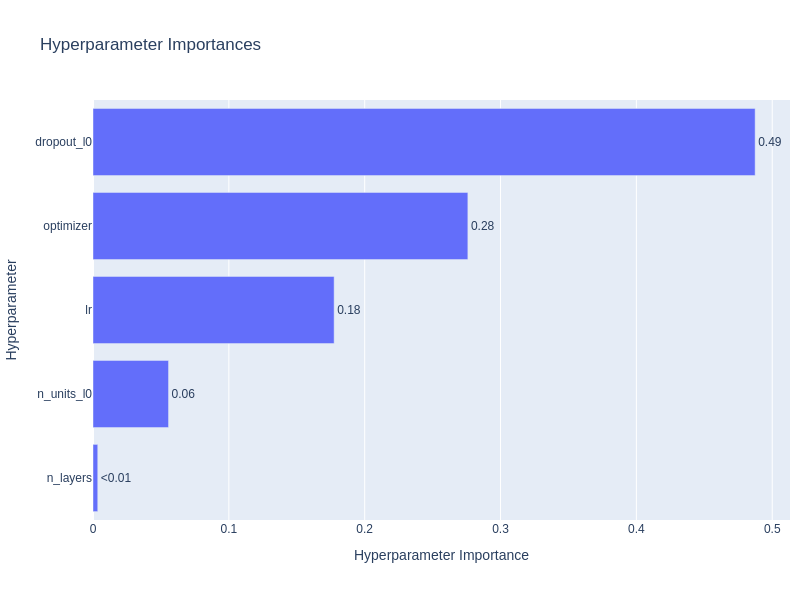 Hyperparameter Importances
Hyperparameter
dropout_l0
0.49
optimizer
0.28
lr
0.18
n_units_l0
0.06
n_layers
<0.01
0
0.1
0.2
0.3
0.4
0.5
Hyperparameter Importance